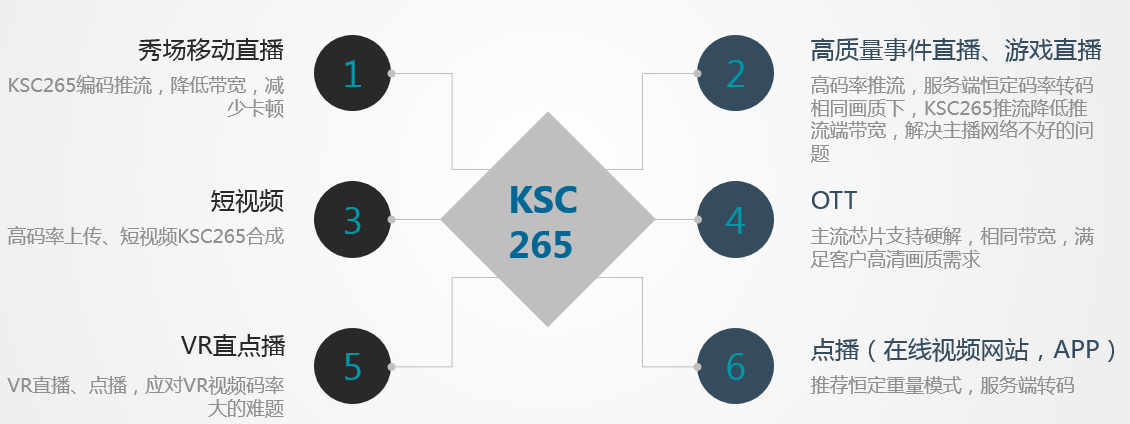 秀场移动直播
KSC265编码推流，降低带宽，减
少卡顿
1
2
高质量事件直播、游戏直播
高码率推流，服务端恒定码率转码
相同画质下，KSC265推流降低推
流端带宽，解决主播网络不好的问
题
KSC
265
短视频
高码率上传、短视频KSC265合成
3
4
OTT
主流芯片支持硬解，相同带宽，满
足客户高清画质需求
VR直点播
VR直播、点播，应对VR视频码率
大的难题
5
6
点播（在线视频网站，APP）
推荐恒定重量模式，服务端转码